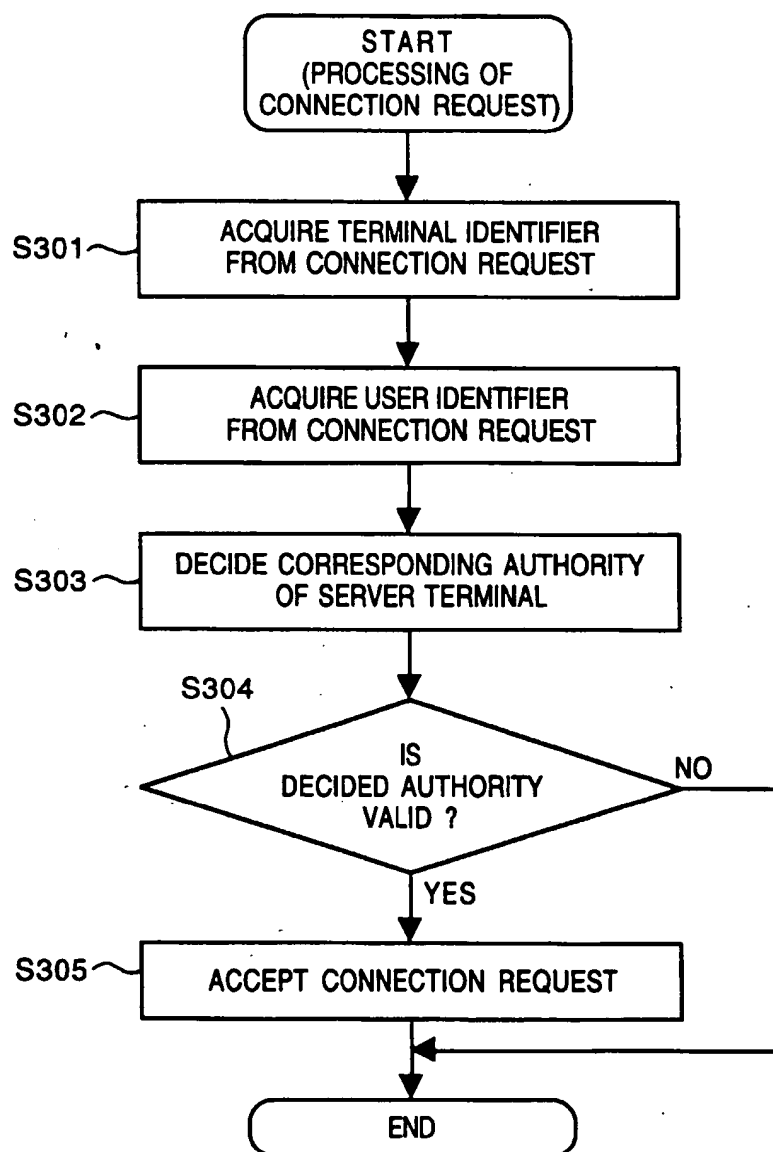 START
(PROCESSING OF
CONNECTION REQUEST)
S301
ACQUIRE TERMINAL IDENTIFIER
FROM CONNECTION REQUEST
S302
ACQUIRE USER IDENTIFIER
FROM CONNECTION REQUEST
S303
DECIDE CORRESPONDING AUTHORITY
OF SERVER TERMINAL
S304
IS
DECIDED AUTHORITY
VALID ?
NO
YES
S305
ACCEPT CONNECTION REQUEST
END